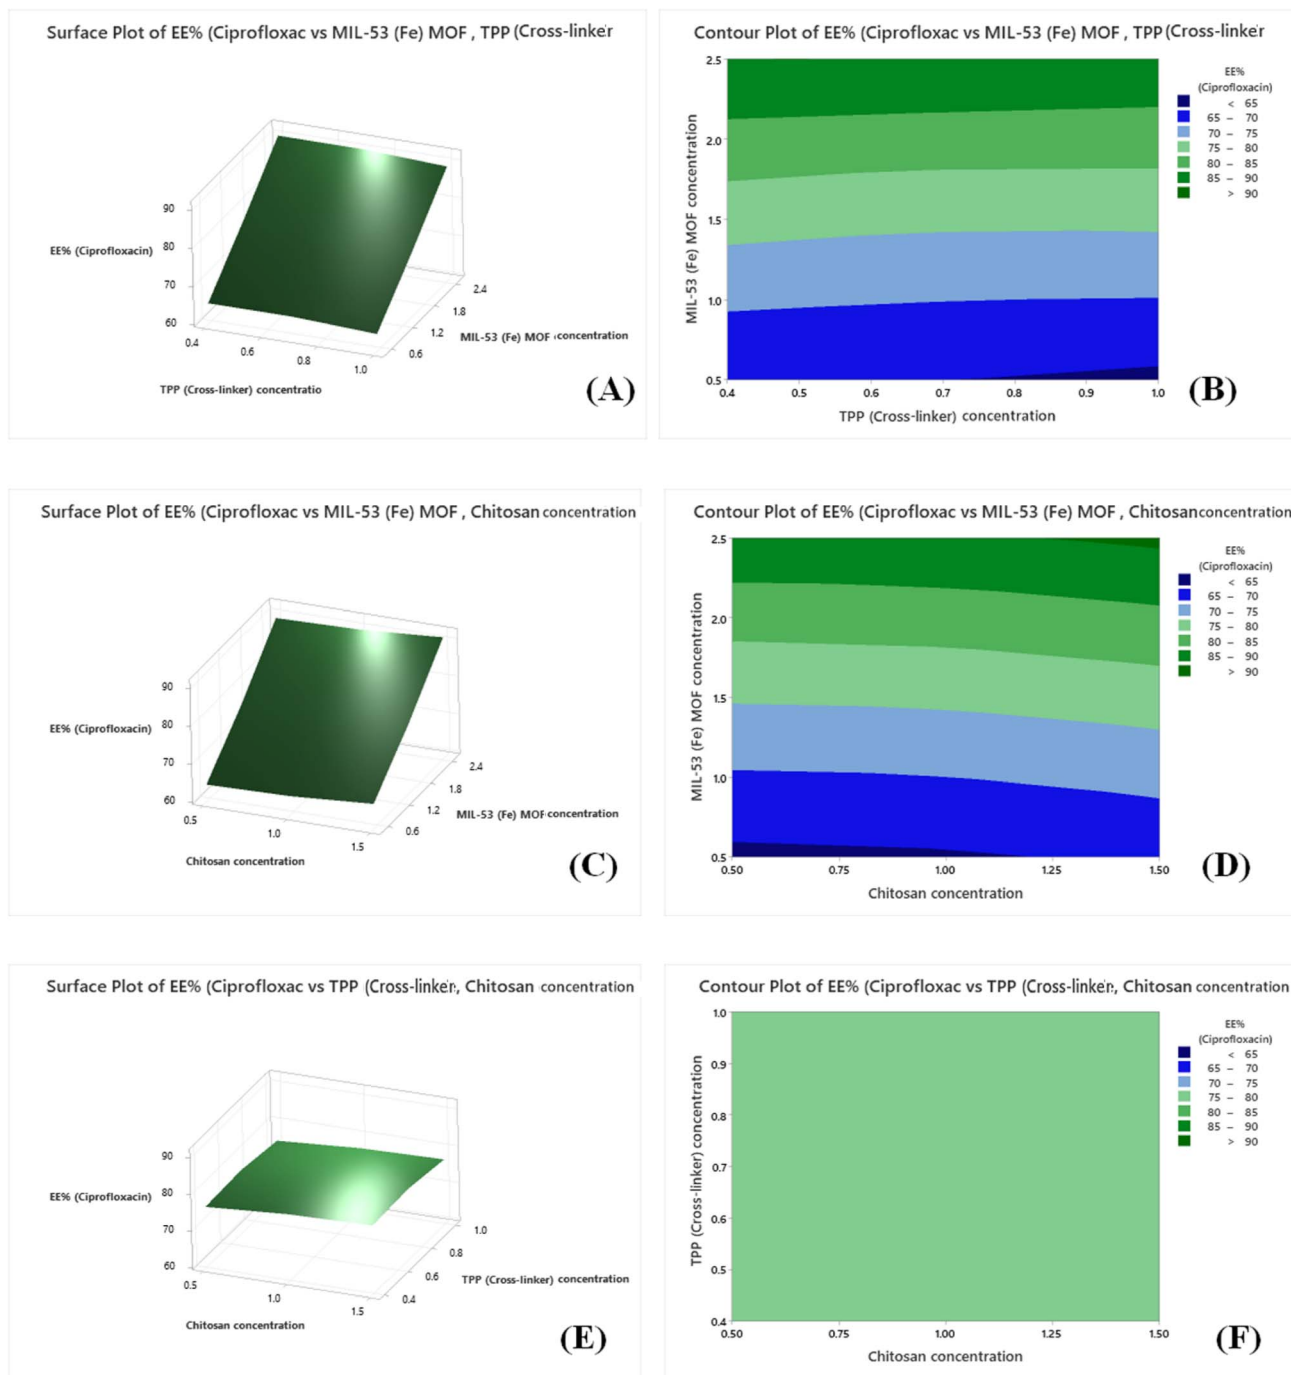 Surface Plot of EE% (Ciprofloxac vs MIL-53 (Fe) MOF , TPP (Cross-linker
90
EE% (Ciprofloxacin) 80
70
60
0.4
0.6
0.8
1.0
2.4
1.8
1.2
0.6
MIL-53 (Fe) MOF concentration
TPP (Cross-linker) concentratio
(A)
Contour Plot of EE% (Ciprofloxac vs MIL-53 (Fe) MOF , TPP (Cross-linker
2.5
2.0
1.5
1.0
0.5
MIL-53 (Fe) MOF concentration
0.4 0.5 0.6 0.7 0.8 0.9 1.0
TPP (Cross-linker) concentration
EE%
(Ciprofloxacin)
< 65
65 – 70
70 – 75
75 – 80
80 – 85
85 – 90
> 90
(B)
Surface Plot of EE% (Ciprofloxac vs MIL-53 (Fe) MOF , Chitosan concentration
90
EE% (Ciprofloxacin) 80
70
60
0.5
1.0
1.5
2.4
1.8
1.2
0.6
MIL-53 (Fe) MOF concentration
Chitosan concentration
(C)
Contour Plot of EE% (Ciprofloxac vs MIL-53 (Fe) MOF , Chitosan concentration
2.5
2.0
1.5
1.0
0.5
MIL-53 (Fe) MOF concentration
0.50 0.75 1.00 1.25 1.50
Chitosan concentration
EE%
(Ciprofloxacin)
< 65
65 – 70
70 – 75
75 – 80
80 – 85
85 – 90
> 90
(D)
Surface Plot of EE% (Ciprofloxac vs TPP (Cross-linker, Chitosan concentration
90
EE% (Ciprofloxacin) 80
70
60
0.5
1.0
1.5
1.0
0.8
0.6
0.4
TPP (Cross-linker) concentration
Chitosan concentration
(E)
Contour Plot of EE% (Ciprofloxac vs TPP (Cross-linker, Chitosan concentration
1.0
0.9
0.8
0.7
0.6
0.5
0.4
TPP (Cross-linker) concentration
0.50 0.75 1.00 1.25 1.50
Chitosan concentration
EE%
(Ciprofloxacin)
< 65
65 – 70
70 – 75
75 – 80
80 – 85
85 – 90
> 90
(F)